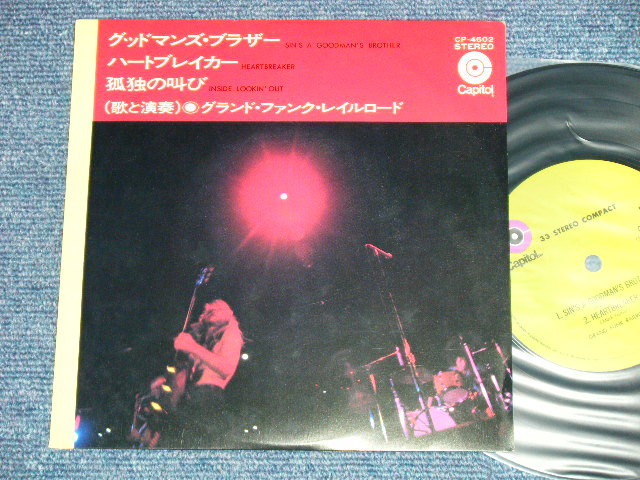 グッドマンズ・ブラザー SIN'S A GOODMAN'S BROTHER
ハートブレイカー HEARTBREAKER
孤独の叫び INSIDE LOOKIN' OUT
(歌と演奏)◉グランド・ファンク・レイルロード
CP-4602
STEREO
Capitol
33 STEREO COMPACT
Capitol
1. SIN'S A GOODMAN'S BRO
2. HEARTBREAKER